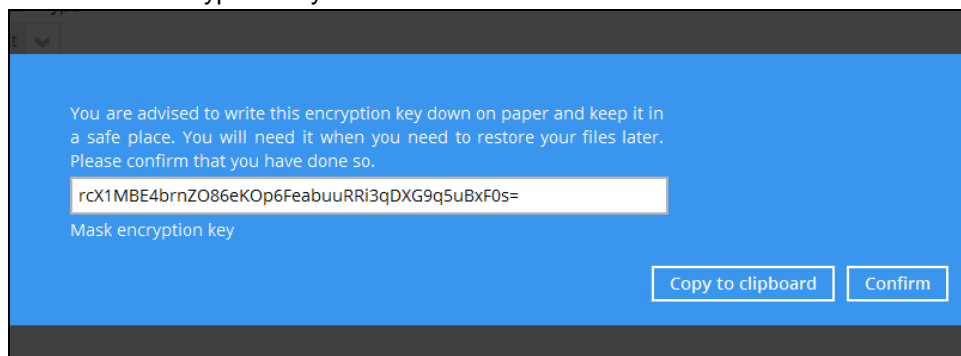 You are advised to write this encryption key down on paper and keep it in
a safe place. You will need it when you need to restore your files later.
Please confirm that you have done so.
rcX1MBE4brnZO86eKOp6FeabuuRRi3qDXG9q5uBxF0s=
Mask encryption key
Copy to clipboard Confirm